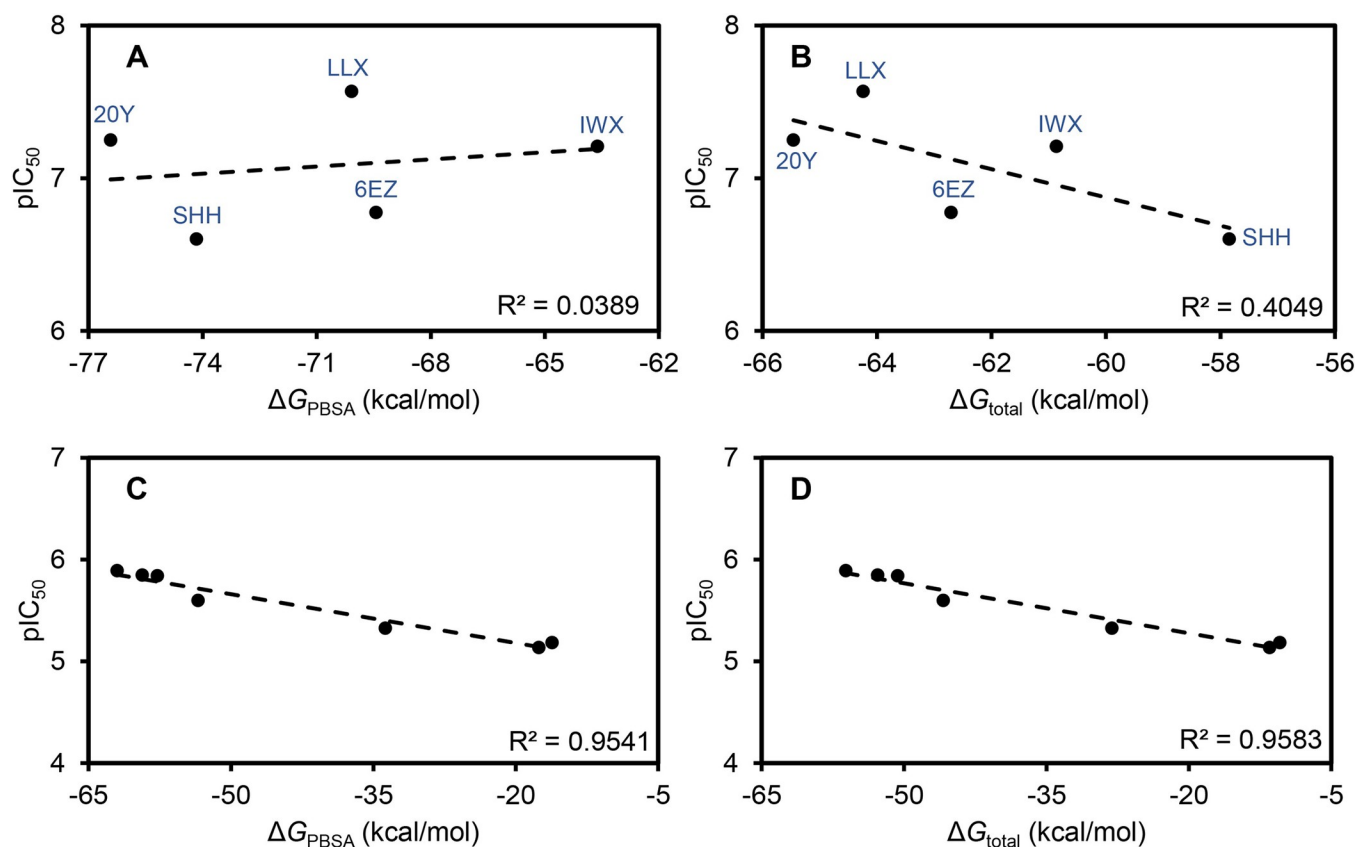 A
8
7
6
pIC50
LLX
20Y
IWX
6EZ
SHH
R² = 0.0389
-77 -74 -71 -68 -65 -62
ΔGPBSA (kcal/mol)
B
8
7
6
pIC50
LLX
IWX
20Y
6EZ
SHH
R² = 0.4049
-66 -64 -62 -60 -58 -56
ΔGtotal (kcal/mol)
C
7
6
5
4
pIC50
R² = 0.9541
-65 -50 -35 -20 -5
ΔGPBSA (kcal/mol)
D
7
6
5
4
pIC50
R² = 0.9583
-65 -50 -35 -20 -5
ΔGtotal (kcal/mol)